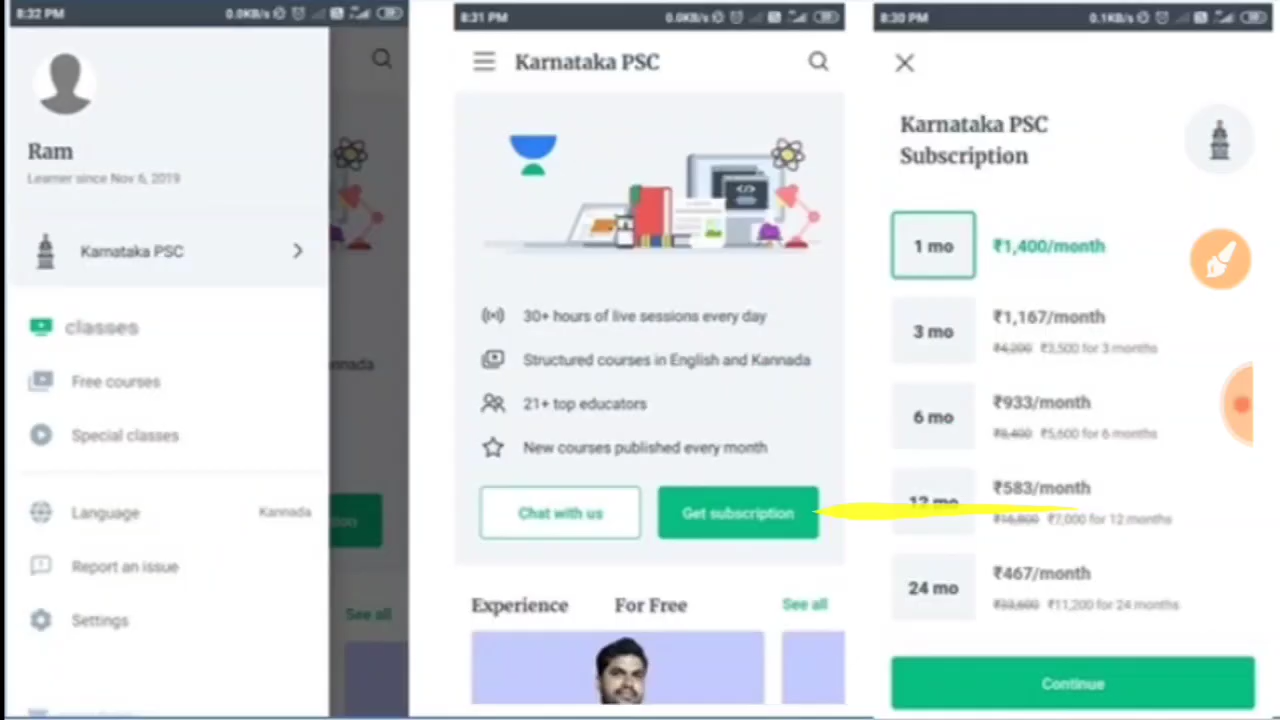 8:32 PM
0.0KB/s
Ram
Learner since Nov 6, 2019
Karnataka PSC
classes
Free courses
Special classes
Language
Kannada
Report an issue
Settings
See all
8:31 PM
0.0KB/s
Karnataka PSC
30+ hours of live sessions every day
Structured courses in English and Kannada
21+ top educators
New courses published every month
Chat with us
Get subscription
Experience
For Free
See all
8:30 PM
0.1KB/s
Karnataka PSC
Subscription
1 mo
₹1,400/month
3 mo
₹1,167/month
₹4,200 ₹3,500 for 3 months
6 mo
₹933/month
₹8,400 ₹5,600 for 6 months
12 mo
₹583/month
₹16,800 ₹7,000 for 12 months
24 mo
₹467/month
₹33,600 ₹11,200 for 24 months
Continue